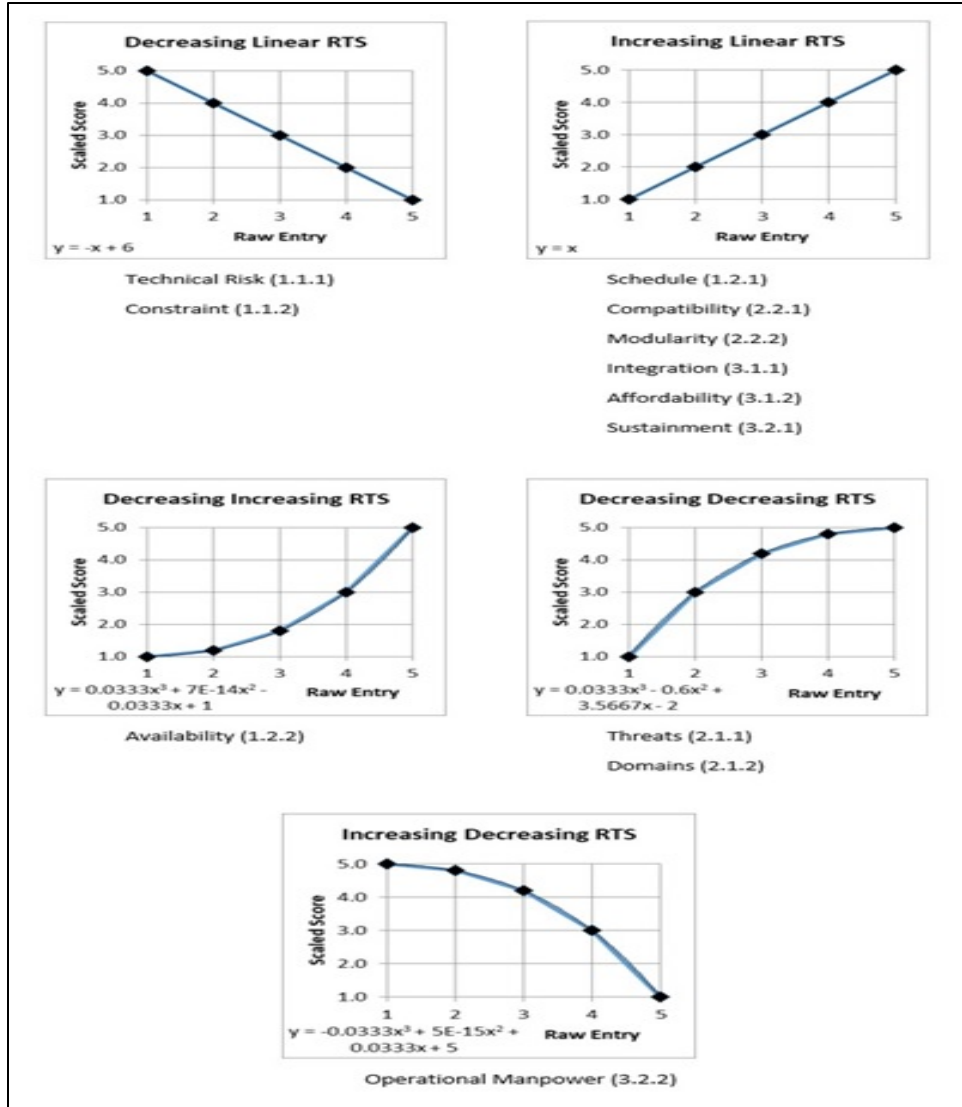 Decreasing Linear RTS
5.0
4.0
3.0
2.0
1.0
Scaled Score
1 2 3 4 5
Raw Entry
y = -x + 6
Technical Risk (1.1.1)
Constraint (1.1.2)
Increasing Linear RTS
5.0
4.0
3.0
2.0
1.0
Scaled Score
1 2 3 4 5
Raw Entry
y = x
Schedule (1.2.1)
Compatibility (2.2.1)
Modularity (2.2.2)
Integration (3.1.1)
Affordability (3.1.2)
Sustainment (3.2.1)
Decreasing Increasing RTS
5.0
4.0
3.0
2.0
1.0
Scaled Score
1 2 3 4 5
y = 0.0333x³ + 7E-14x² -
0.0333x + 1
Raw Entry
Availability (1.2.2)
Decreasing Decreasing RTS
5.0
4.0
3.0
2.0
1.0
Scaled Score
1 2 3 4 5
y = 0.0333x³ - 0.6x² +
3.5667x - 2
Raw Entry
Threats (2.1.1)
Domains (2.1.2)
Increasing Decreasing RTS
5.0
4.0
3.0
2.0
1.0
Scaled Score
1 2 3 4 5
y = -0.0333x³ + 5E-15x² +
0.0333x + 5
Raw Entry
Operational Manpower (3.2.2)